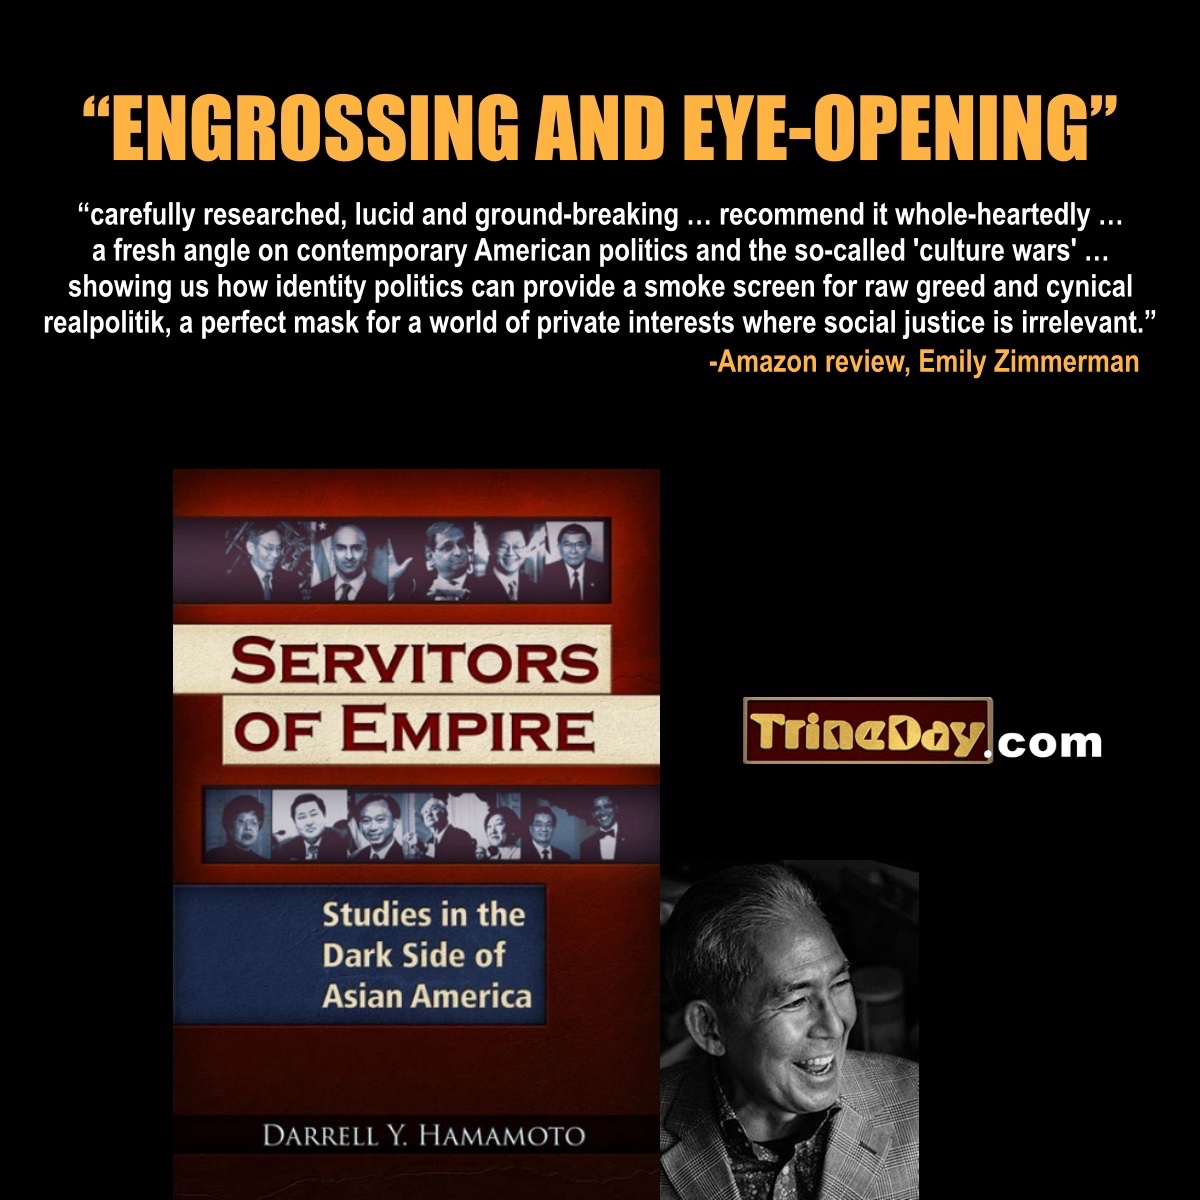 “ENGROSSING AND EYE-OPENING”
“carefully researched, lucid and ground-breaking … recommend it whole-heartedly …
a fresh angle on contemporary American politics and the so-called 'culture wars' …
showing us how identity politics can provide a smoke screen for raw greed and cynical
realpolitik, a perfect mask for a world of private interests where social justice is irrelevant.”
-Amazon review, Emily Zimmerman
SERVITORS
OF EMPIRE
TrineDay.com
Studies in the
Dark Side of
Asian America
DARRELL Y. HAMAMOTO